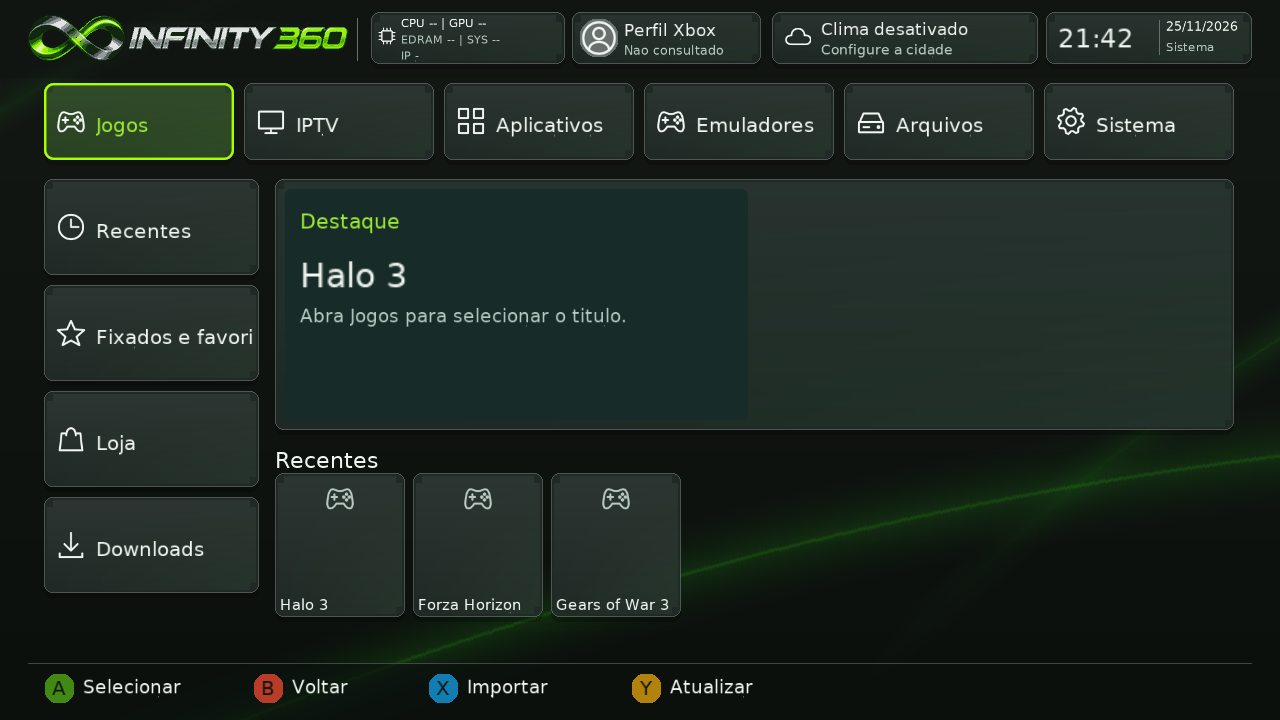 INFINITY 360
CPU -- | GPU --
EDRAM -- | SYS --
IP -
Perfil Xbox
Nao consultado
Clima desativado
Configure a cidade
21:42
25/11/2026
Sistema
Jogos
IPTV
Aplicativos
Emuladores
Arquivos
Sistema
Recentes
Fixados e favori
Loja
Downloads
Destaque
Halo 3
Abra Jogos para selecionar o titulo.
Recentes
Halo 3
Forza Horizon
Gears of War 3
A Selecionar
B Voltar
X Importar
Y Atualizar